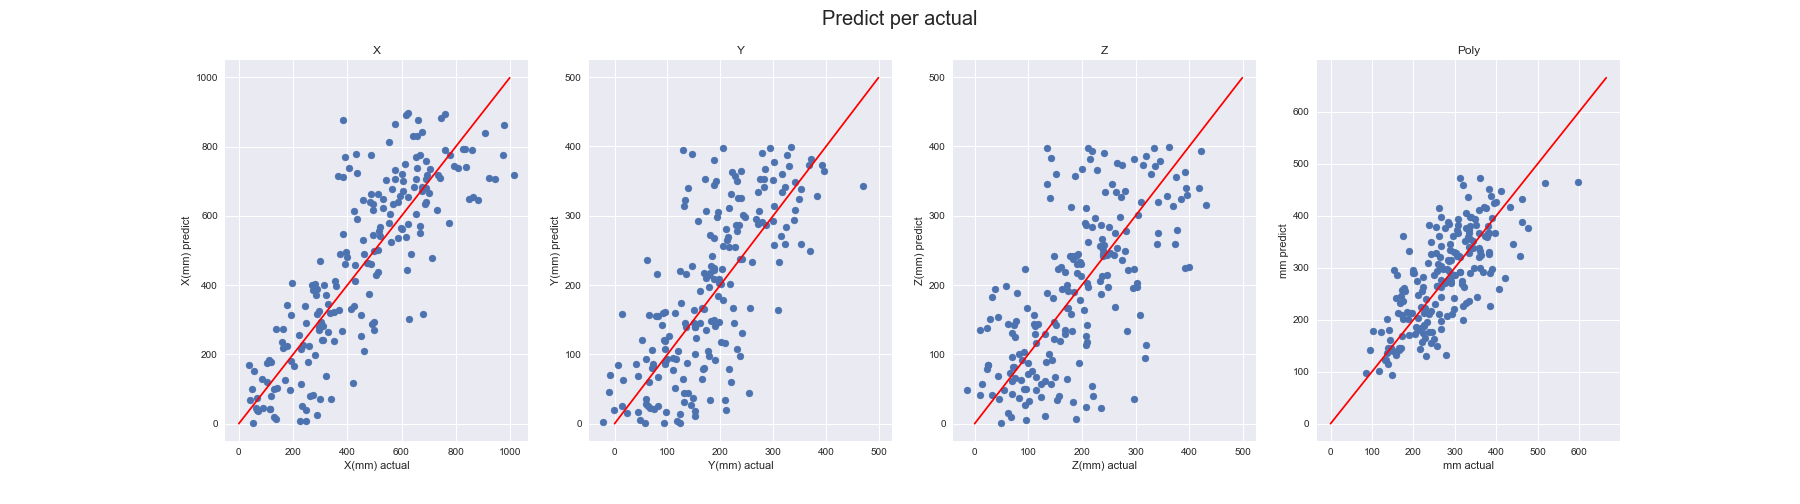 Predict per actual
X
Y
Z
Poly
1000
800
600
400
200
0
X(mm) predict
0 200 400 600 800 1000
X(mm) actual
500
400
300
200
100
0
Y(mm) predict
0 100 200 300 400 500
Y(mm) actual
500
400
300
200
100
0
Z(mm) predict
0 100 200 300 400 500
Z(mm) actual
600
500
400
300
200
100
0
mm predict
0 100 200 300 400 500 600
mm actual